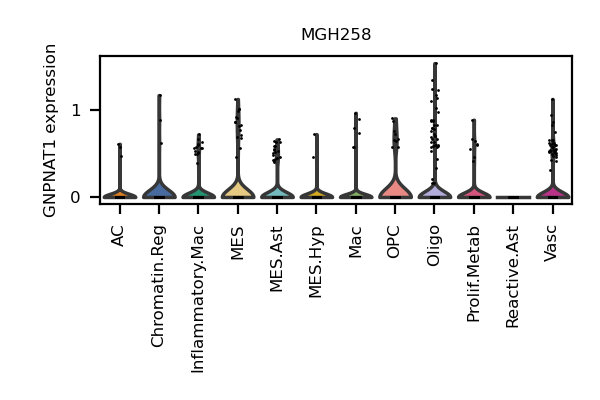 MGH258
GNPNAT1 expression
1
0
AC
Chromatin.Reg
Inflammatory.Mac
MES
MES.Ast
MES.Hyp
Mac
OPC
Oligo
Prolif.Metab
Reactive.Ast
Vasc